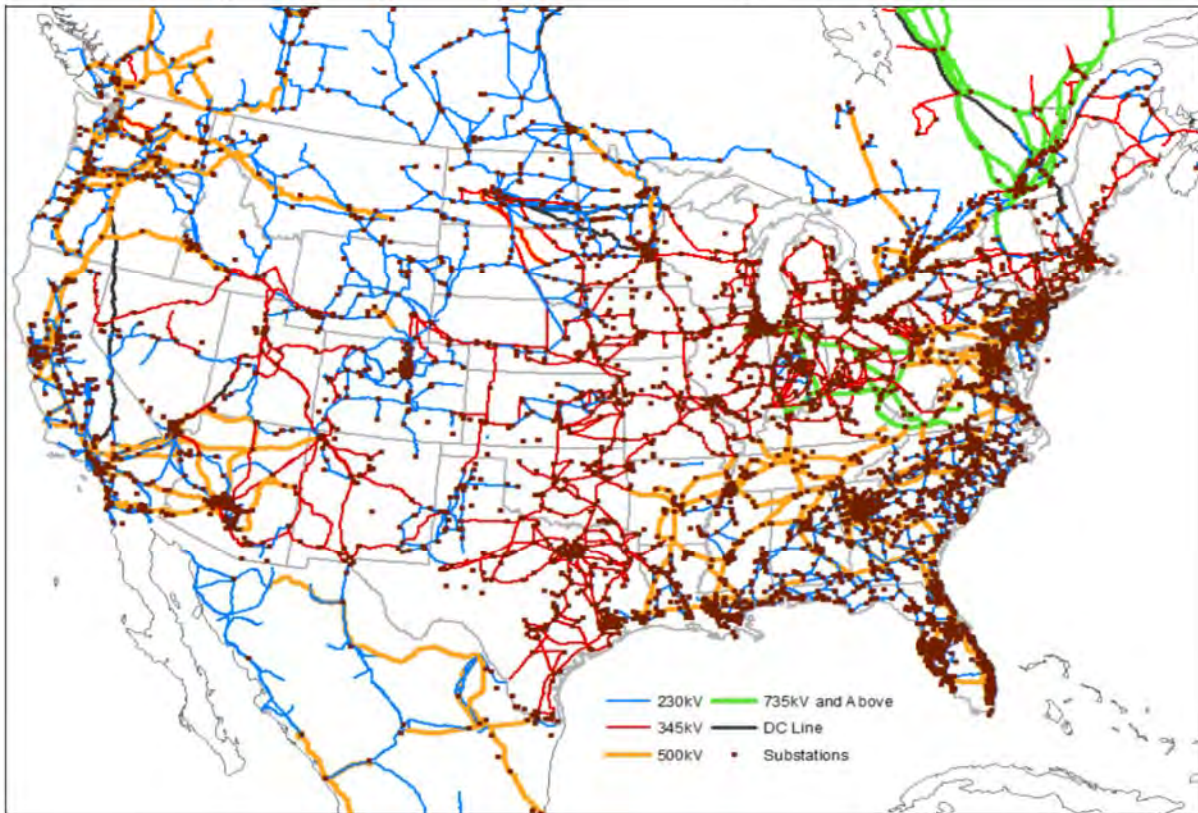 230kV
735kV and Above
345kV
DC Line
500kV
Substations